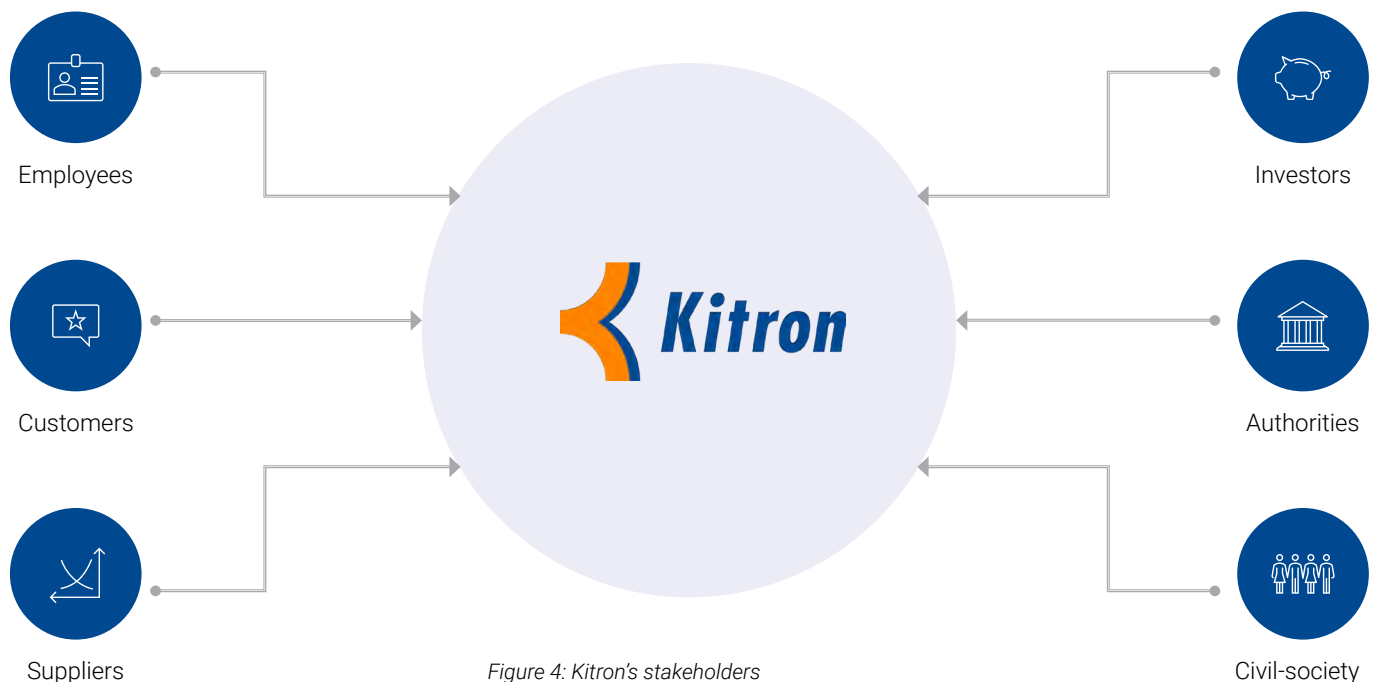 Employees
Investors
Kitron
Customers
Authorities
Suppliers
Figure 4: Kitron's stakeholders
Civil-society